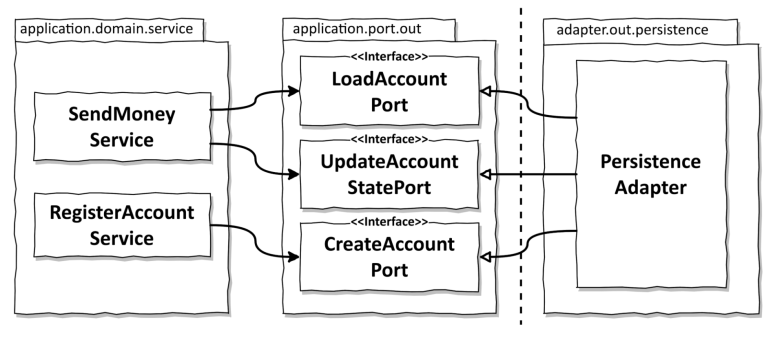 application.domain.service
SendMoney
Service
RegisterAccount
Service
application.port.out
<<Interface>>
LoadAccount
Port
<<Interface>>
UpdateAccount
StatePort
<<Interface>>
CreateAccount
Port
adapter.out.persistence
Persistence
Adapter